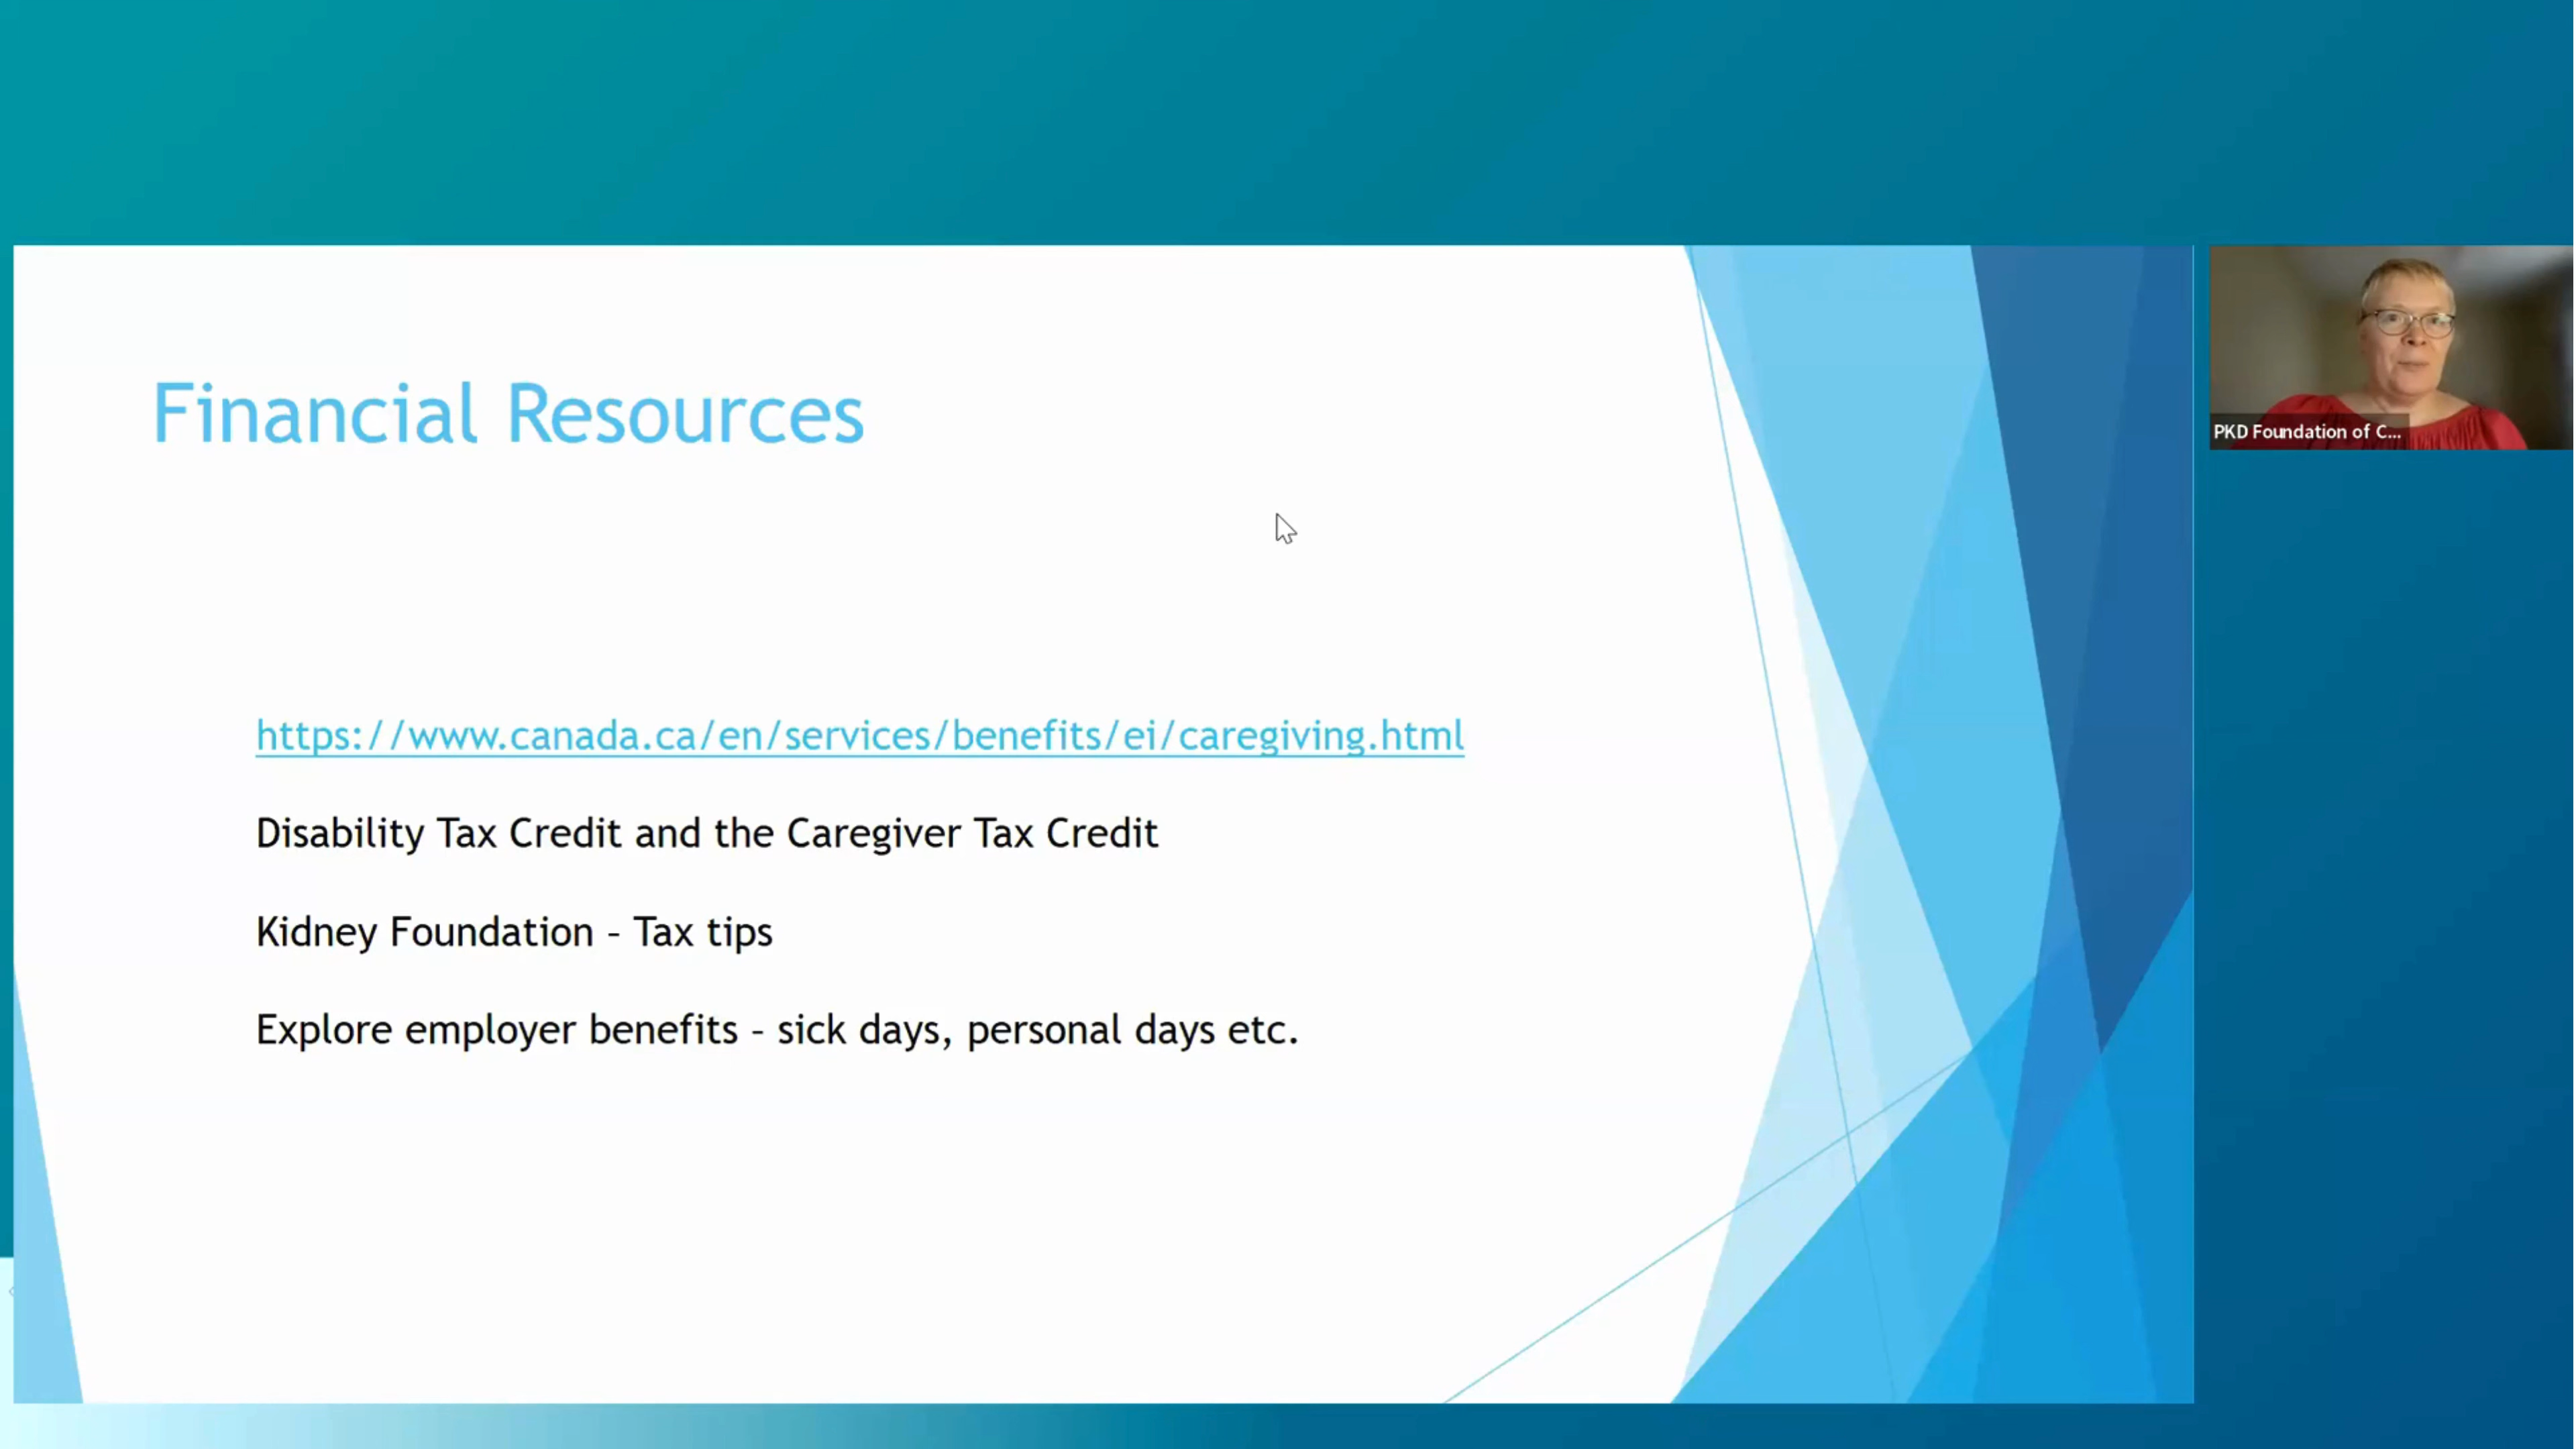 Financial Resources
https://www.canada.ca/en/services/benefits/ei/caregiving.html
Disability Tax Credit and the Caregiver Tax Credit
Kidney Foundation – Tax tips
Explore employer benefits – sick days, personal days etc.
PKD Foundation of C...